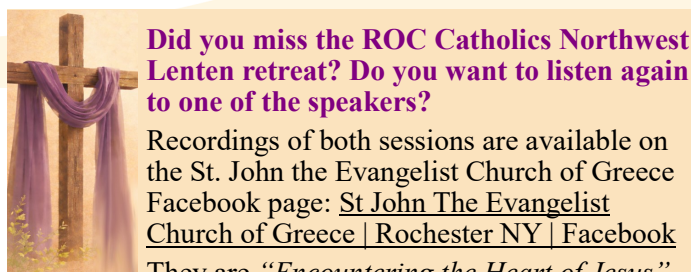 Did you miss the ROC Catholics Northwest
Lenten retreat? Do you want to listen again
to one of the speakers?
Recordings of both sessions are available on
the St. John the Evangelist Church of Greece
Facebook page: St John The Evangelist
Church of Greece | Rochester NY | Facebook
They are “Encountering the Heart of Jesus”